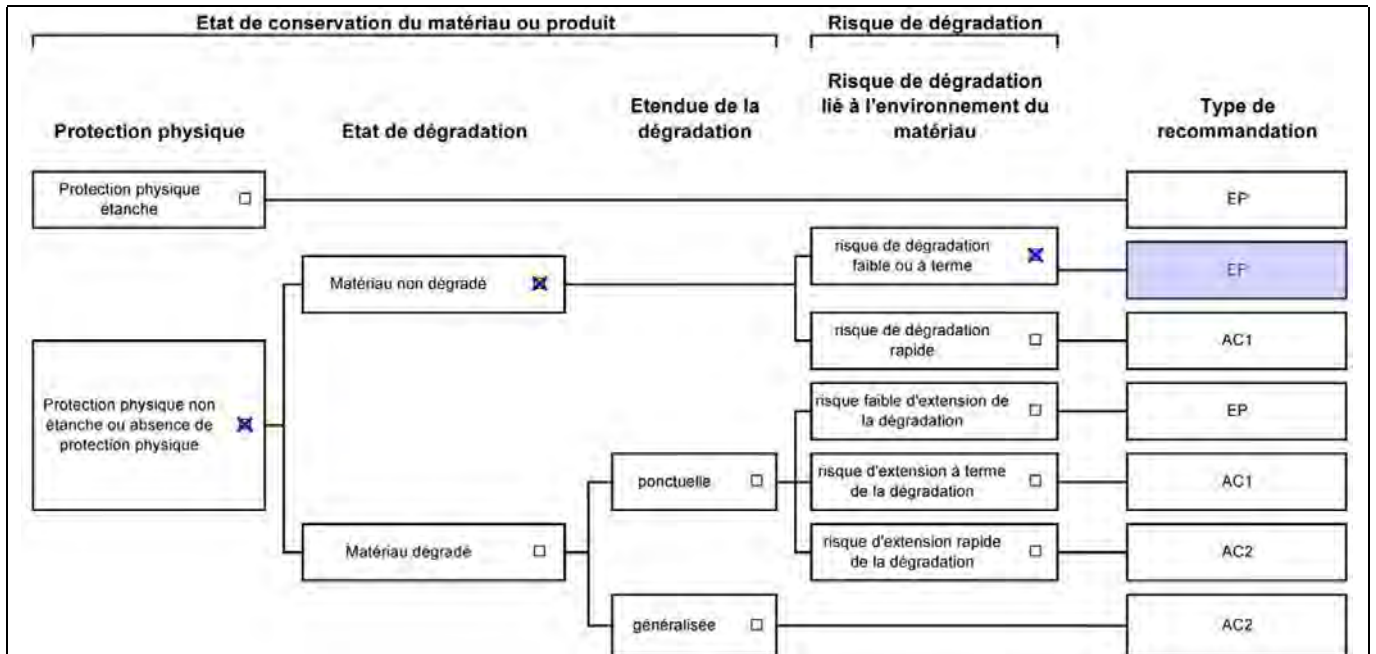 Etat de conservation du matériau ou produit
Risque de dégradation
Protection physique
Etat de dégradation
Etendue de la
dégradation
Risque de dégradation
lié à l'environnement du
matériau
Type de
recommandation
Protection physique
étanche
EP
risque de dégradation
faible ou à terme
EP
Matériau non dégradé
risque de dégradation
rapide
AC1
Protection physique non
étanche ou absence de
protection physique
risque faible d'extension de
la dégradation
EP
ponctuelle
risque d'extension à terme
de la dégradation
AC1
Matériau dégradé
risque d'extension rapide
de la dégradation
AC2
généralisée
AC2